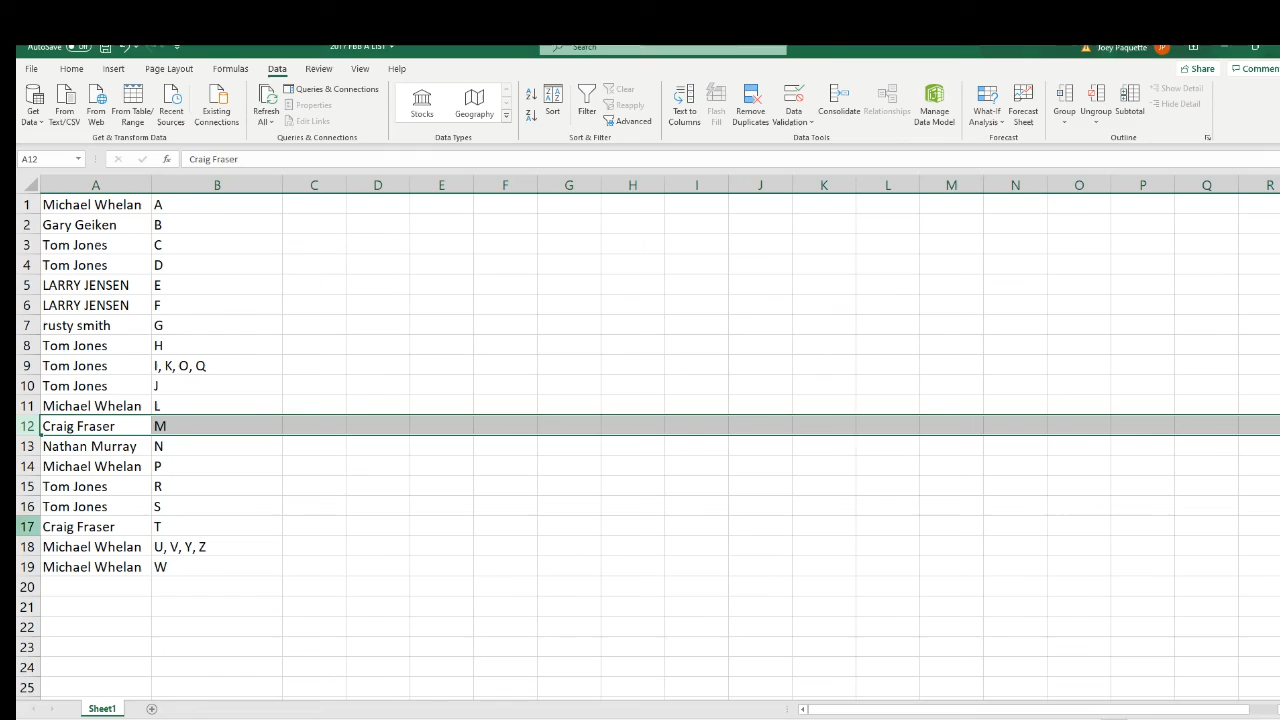 AutoSave Off 2017 FBB A LIST Search Joey Paquette JP
File Home Insert Page Layout Formulas Data Review View Help Share Commen
Get Data From Text/CSV From Web From Table/ Range Recent Sources Existing Connections
Get & Transform Data
Refresh All Queries & Connections Properties Edit Links
Queries & Connections
Stocks Geography
Data Types
Sort Filter Clear Reapply Advanced
Sort & Filter
Text to Columns Flash Fill Remove Duplicates Data Validation Consolidate Relationships Manage Data Model
Data Tools
What-If Analysis Forecast Sheet
Forecast
Group Ungroup Subtotal Show Detail Hide Detail
Outline
A12 fx Craig Fraser
A B C D E F G H I J K L M N O P Q R
1 Michael Whelan A
2 Gary Geiken B
3 Tom Jones C
4 Tom Jones D
5 LARRY JENSEN E
6 LARRY JENSEN F
7 rusty smith G
8 Tom Jones H
9 Tom Jones I, K, O, Q
10 Tom Jones J
11 Michael Whelan L
12 Craig Fraser M
13 Nathan Murray N
14 Michael Whelan P
15 Tom Jones R
16 Tom Jones S
17 Craig Fraser T
18 Michael Whelan U, V, Y, Z
19 Michael Whelan W
20
21
22
23
24
25
Sheet1